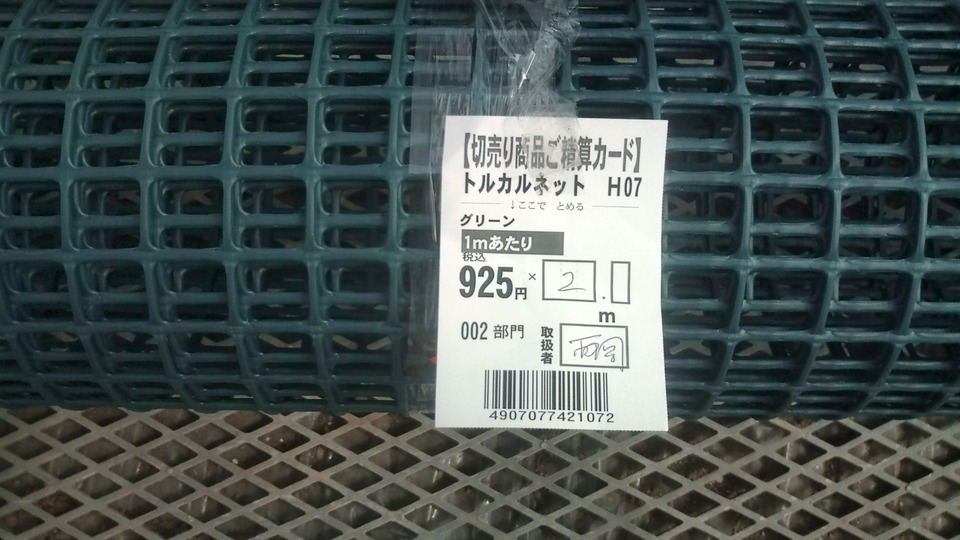 【切売り商品ご精算カード】
トルカルネット H07
↓ここで とめる
グリーン
1mあたり
税込
925円 × 2 . m
002 部門
取扱者
4907077421072